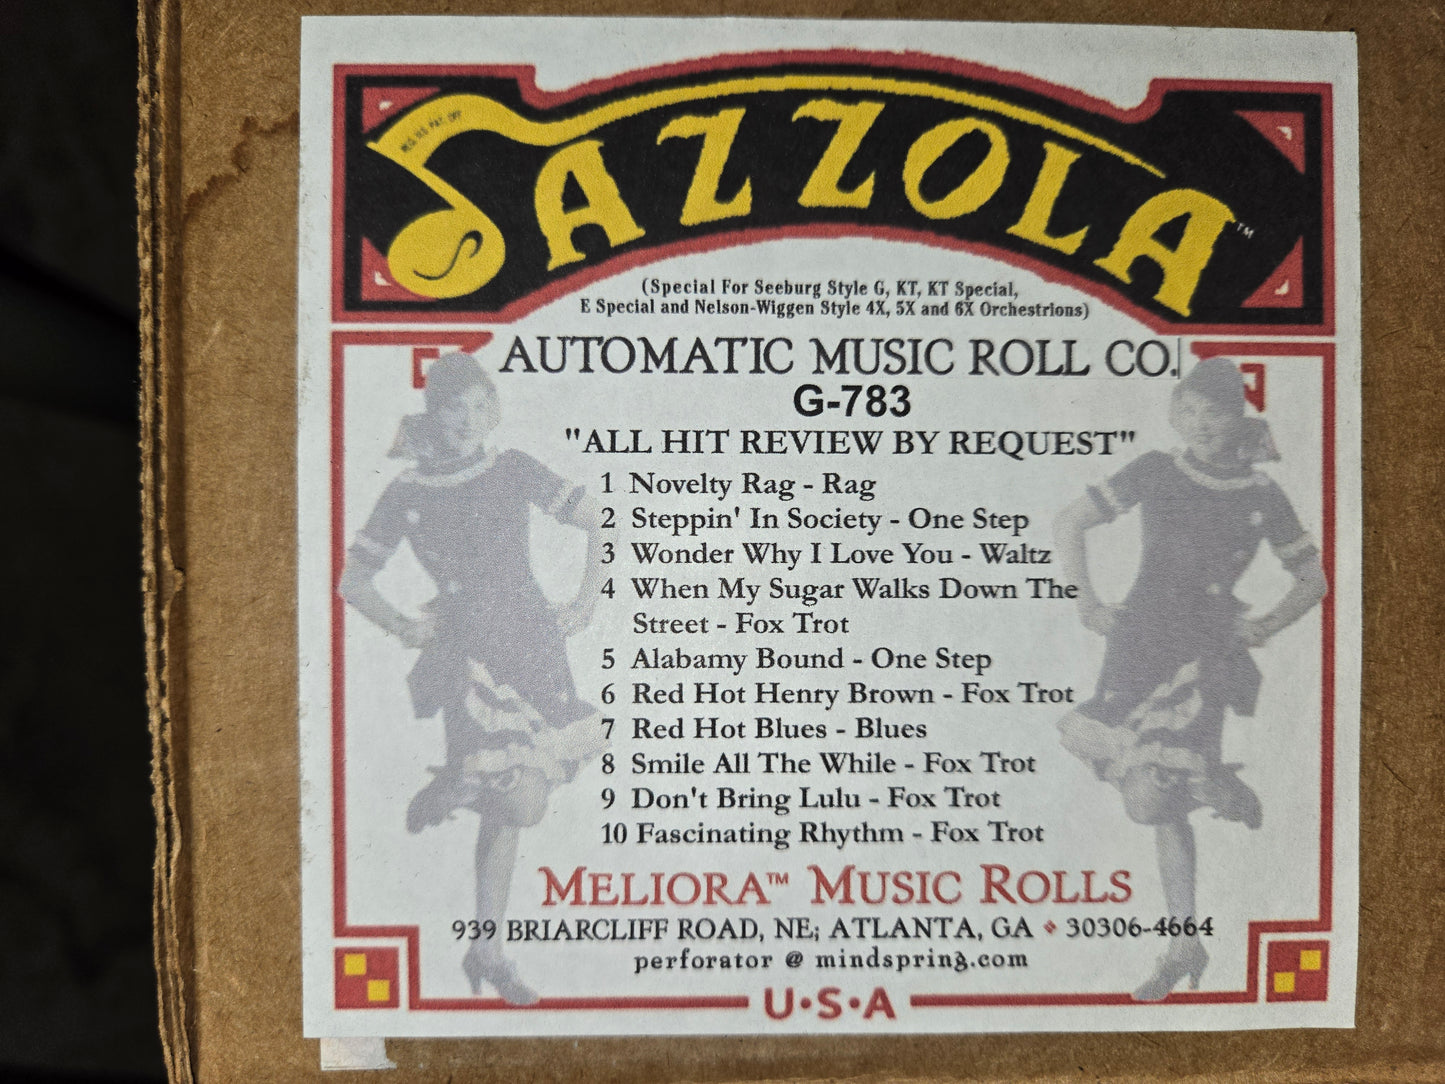 JAZZOLA™
REG. U.S. PAT. OFF.
(Special For Seeburg Style G, KT, KT Special,
E Special and Nelson-Wiggen Style 4X, 5X and 6X Orchestrions)
AUTOMATIC MUSIC ROLL CO.
G-783
"ALL HIT REVIEW BY REQUEST"
1 Novelty Rag - Rag
2 Steppin' In Society - One Step
3 Wonder Why I Love You - Waltz
4 When My Sugar Walks Down The
Street - Fox Trot
5 Alabamy Bound - One Step
6 Red Hot Henry Brown - Fox Trot
7 Red Hot Blues - Blues
8 Smile All The While - Fox Trot
9 Don't Bring Lulu - Fox Trot
10 Fascinating Rhythm - Fox Trot
MELIORA™ MUSIC ROLLS
939 BRIARCLIFF ROAD, NE; ATLANTA, GA ♦ 30306-4664
perforator @ mindspring.com
U•S•A